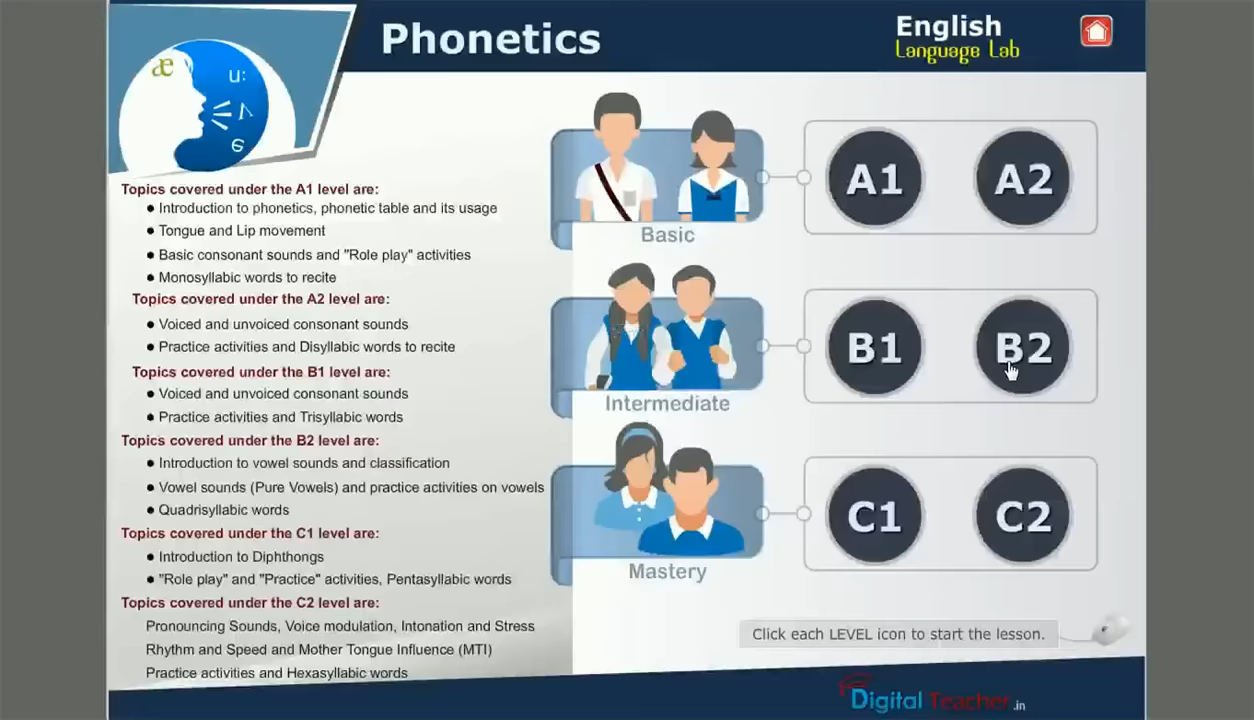 Phonetics
English
Language Lab
æ
u:
ʌ
e
Topics covered under the A1 level are:
● Introduction to phonetics, phonetic table and its usage
● Tongue and Lip movement
● Basic consonant sounds and "Role play" activities
● Monosyllabic words to recite
Topics covered under the A2 level are:
● Voiced and unvoiced consonant sounds
● Practice activities and Disyllabic words to recite
Topics covered under the B1 level are:
● Voiced and unvoiced consonant sounds
● Practice activities and Trisyllabic words
Topics covered under the B2 level are:
● Introduction to vowel sounds and classification
● Vowel sounds (Pure Vowels) and practice activities on vowels
● Quadrisyllabic words
Topics covered under the C1 level are:
● Introduction to Diphthongs
● "Role play" and "Practice" activities, Pentasyllabic words
Topics covered under the C2 level are:
Pronouncing Sounds, Voice modulation, Intonation and Stress
Rhythm and Speed and Mother Tongue Influence (MTI)
Practice activities and Hexasyllabic words
Basic
A1 A2
Intermediate
B1 B2
Mastery
C1 C2
Click each LEVEL icon to start the lesson.
Digital Teacher.in